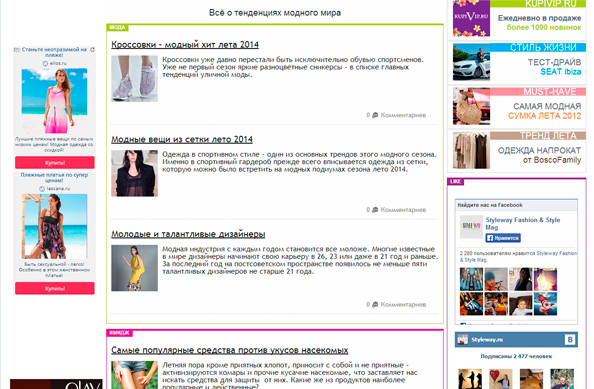 Всё о тенденциях модного мира
МОДА
Кроссовки – модный хит лета 2014
Кроссовки уже давно перестали быть исключительно обувью спортсменов.
Уже не первый сезон яркие разноцветные сникерсы - в списке главных
тенденций уличной моды.
0 Комментариев
Модные вещи из сетки лето 2014
Одежда в спортивном стиле - один из основных трендов этого модного сезона.
Именно в спортивный гардероб прежде всего вписывается одежда из сетки,
которую можно было встретить на модных подиумах сезона лето 2014.
0 Комментариев
Молодые и талантливые дизайнеры
Модная индустрия с каждым годом становится все моложе. Многие известные
в мире дизайнеры начинают свою карьеру в 26, 23 или даже в 21 год и раньше.
За последний год на постсоветском пространстве появилось не меньше пяти
талантливых дизайнеров не старше 21 года.
0 Комментариев
ИМИДЖ
Самые популярные средства против укусов насекомых
Летняя пора кроме приятных хлопот, приносит с собой и не приятные -
активизируются комары и прочие кусачие насекомые, что заставляет нас
искать средства для защиты от них. Какие же из продуктов наиболее
Станьте неотразимой на
пляже!
elitos.ru
Лучшие пляжные вещи по самым
низким ценам! Модная одежда со
скидкой!
Купить!
Пляжные платья по супер
ценам!
lascana.ru
Быть сексуальной - легко!
Особенно в этом женственном
платье!
Купить!
OLAY
KUPIVIP.RU
KUPIVIP.RU
Ежедневно в продаже
более 1000 новинок
СТИЛЬ ЖИЗНИ
ТЕСТ-ДРАЙВ
SEAT Ibiza
MUST-HAVE
САМАЯ МОДНАЯ
СУМКА ЛЕТА 2012
ТРЕНД ЛЕТА
ОДЕЖДА НАПРОКАТ
от BoscoFamily
LIKE
Найдите нас на Facebook
Styleway Fashion & Style
Mag
Нравится
2 280 пользователям нравится Styleway Fashion
& Style Mag.
Styleway.ru
Подписаны 2 477 человек